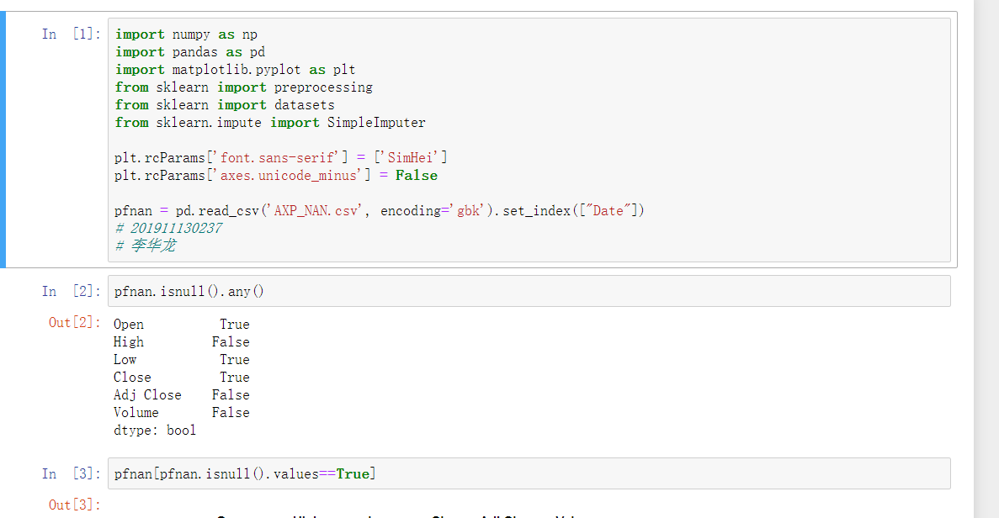 In [1]:
import numpy as np
import pandas as pd
import matplotlib.pyplot as plt
from sklearn import preprocessing
from sklearn import datasets
from sklearn.impute import SimpleImputer
plt.rcParams['font.sans-serif'] = ['SimHei']
plt.rcParams['axes.unicode_minus'] = False
pfnan = pd.read_csv('AXP_NAN.csv', encoding='gbk').set_index(["Date"])
# 201911130237
# 李华龙
In [2]:
pfnan.isnull().any()
Out[2]:
Open True
High False
Low True
Close True
Adj Close False
Volume False
dtype: bool
In [3]:
pfnan[pfnan.isnull().values==True]
Out[3]: